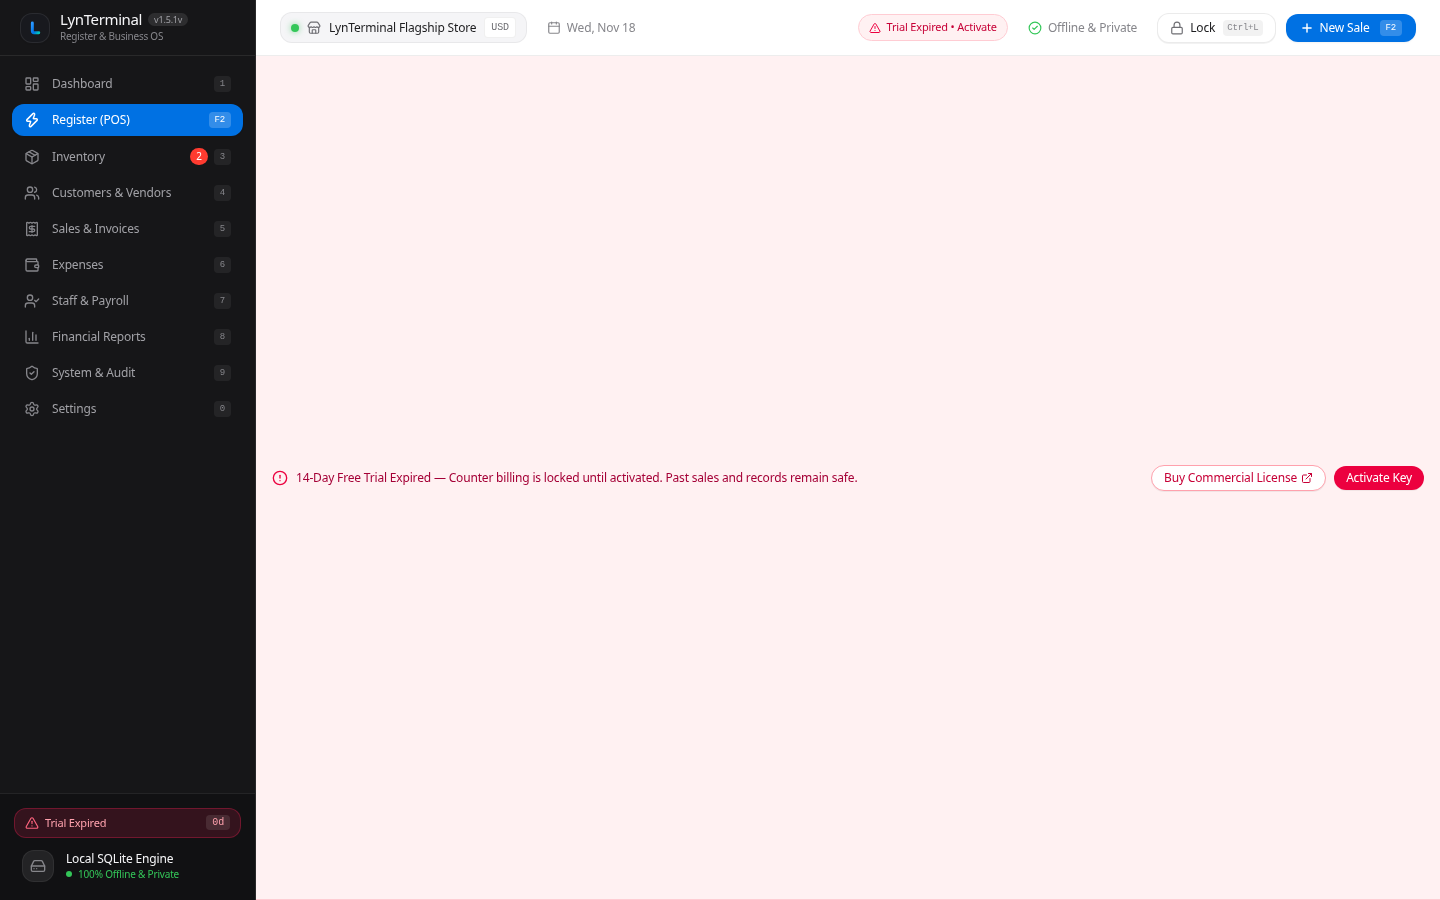 LynTerminal v1.5.1v
Register & Business OS
LynTerminal Flagship Store USD
Wed, Nov 18
Trial Expired • Activate
Offline & Private
Lock Ctrl+L
New Sale F2
Dashboard 1
Register (POS) F2
Inventory 2 3
Customers & Vendors 4
Sales & Invoices 5
Expenses 6
Staff & Payroll 7
Financial Reports 8
System & Audit 9
Settings 0
14-Day Free Trial Expired — Counter billing is locked until activated. Past sales and records remain safe.
Buy Commercial License
Activate Key
Trial Expired 0d
Local SQLite Engine
100% Offline & Private